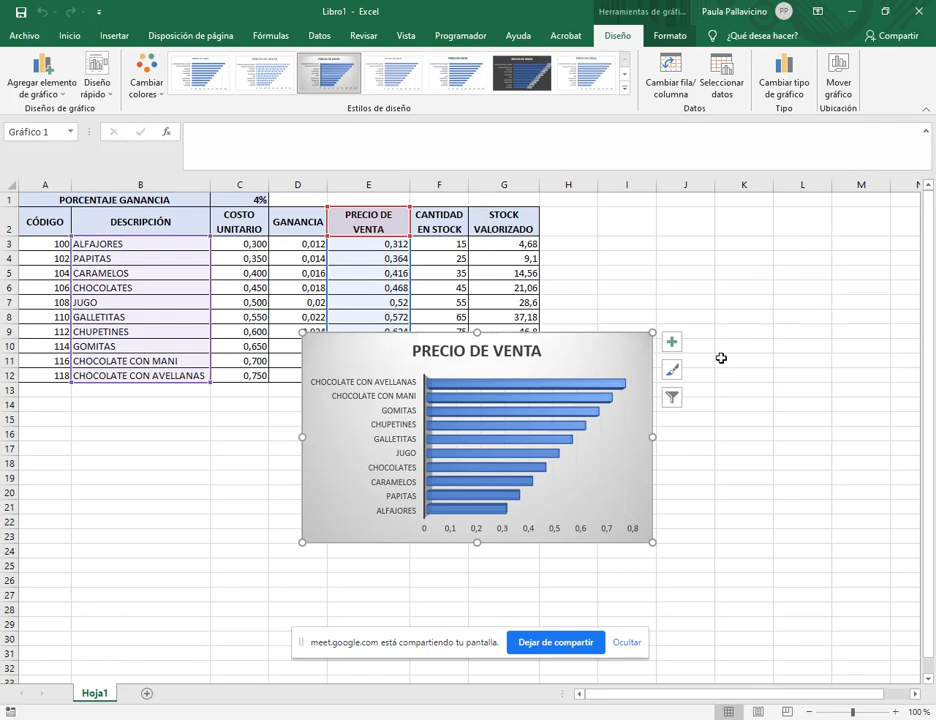 Libro1 - Excel
Herramientas de gráfi...
Paula Pallavicino
PP
Archivo
Inicio
Insertar
Disposición de página
Fórmulas
Datos
Revisar
Vista
Programador
Ayuda
Acrobat
Diseño
Formato
¿Qué desea hacer?
Compartir
Agregar elemento
de gráfico
Diseño
rápido
Diseños de gráfico
Cambiar
colores
Estilos de diseño
Cambiar fila/
columna
Seleccionar
datos
Datos
Cambiar tipo
de gráfico
Tipo
Mover
gráfico
Ubicación
Gráfico 1
fx
A B C D E F G H I J K L M N
1 PORCENTAJE GANANCIA 4%
2 CÓDIGO DESCRIPCIÓN COSTO UNITARIO GANANCIA PRECIO DE VENTA CANTIDAD EN STOCK STOCK VALORIZADO
3 100 ALFAJORES 0,300 0,012 0,312 15 4,68
4 102 PAPITAS 0,350 0,014 0,364 25 9,1
5 104 CARAMELOS 0,400 0,016 0,416 35 14,56
6 106 CHOCOLATES 0,450 0,018 0,468 45 21,06
7 108 JUGO 0,500 0,02 0,52 55 28,6
8 110 GALLETITAS 0,550 0,022 0,572 65 37,18
9 112 CHUPETINES 0,600 0,024 0,624 75 46,8
10 114 GOMITAS 0,650
11 116 CHOCOLATE CON MANI 0,700
12 118 CHOCOLATE CON AVELLANAS 0,750
13
14
15
16
17
18
19
20
21
22
23
24
25
26
27
28
29
30
31
32
PRECIO DE VENTA
CHOCOLATE CON AVELLANAS
CHOCOLATE CON MANI
GOMITAS
CHUPETINES
GALLETITAS
JUGO
CHOCOLATES
CARAMELOS
PAPITAS
ALFAJORES
0 0,1 0,2 0,3 0,4 0,5 0,6 0,7 0,8
meet.google.com está compartiendo tu pantalla.
Dejar de compartir
Ocultar
Hoja1
100 %